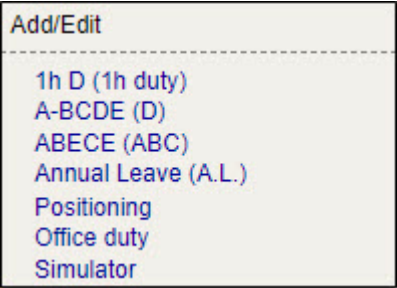 Add/Edit
1h D (1h duty)
A-BCDE (D)
ABECE (ABC)
Annual Leave (A.L.)
Positioning
Office duty
Simulator